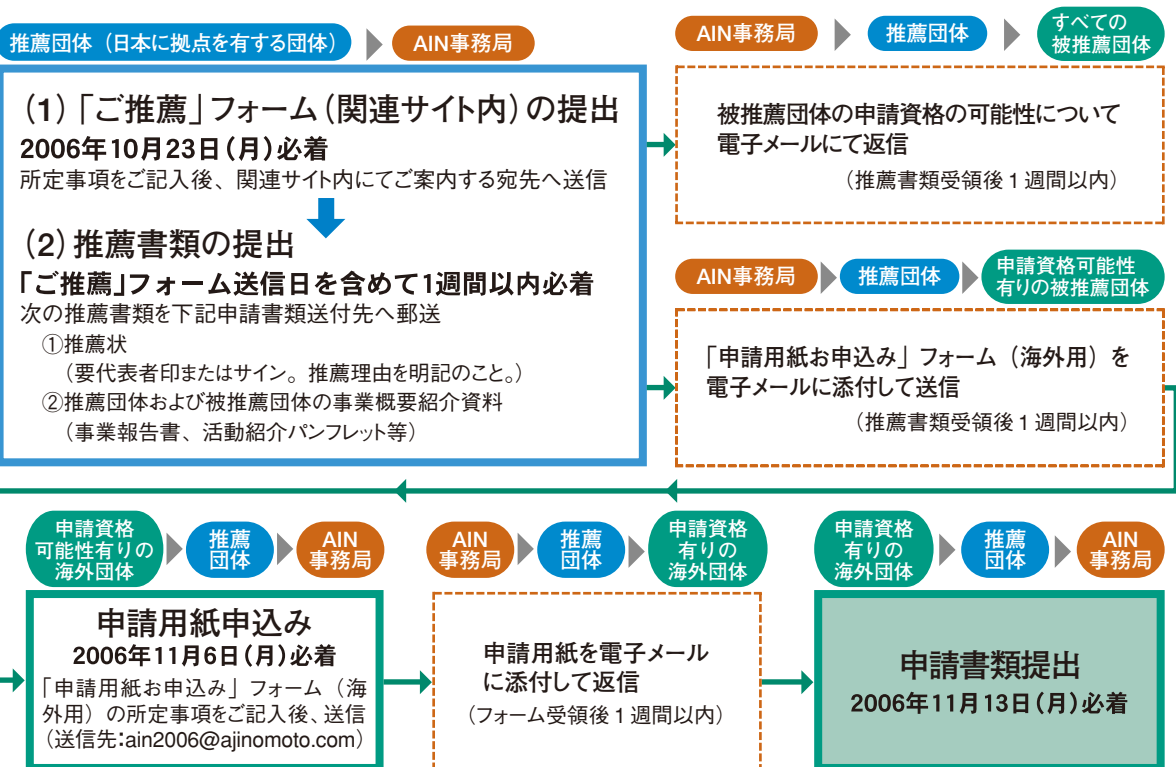 推薦団体（日本に拠点を有する団体）
AIN事務局
（1）「ご推薦」フォーム（関連サイト内）の提出
2006年10月23日（月）必着
所定事項をご記入後、関連サイト内にてご案内する宛先へ送信
（2）推薦書類の提出
「ご推薦」フォーム送信日を含めて1週間以内必着
次の推薦書類を下記申請書類送付先へ郵送
①推薦状
（要代表者印またはサイン。推薦理由を明記のこと。）
②推薦団体および被推薦団体の事業概要紹介資料
（事業報告書、活動紹介パンフレット等）
AIN事務局
推薦団体
すべての
被推薦団体
被推薦団体の申請資格の可能性について
電子メールにて返信
（推薦書類受領後1週間以内）
AIN事務局
推薦団体
申請資格可能性
有りの被推薦団体
「申請用紙お申込み」フォーム（海外用）を
電子メールに添付して送信
（推薦書類受領後1週間以内）
申請資格
可能性有りの
海外団体
推薦
団体
AIN
事務局
申請用紙申込み
2006年11月6日（月）必着
「申請用紙お申込み」フォーム（海
外用）の所定事項をご記入後、送信
（送信先：ain2006@ajinomoto.com）
AIN
事務局
推薦
団体
申請資格
有りの
海外団体
申請用紙を電子メール
に添付して返信
（フォーム受領後1週間以内）
申請資格
有りの
海外団体
推薦
団体
AIN
事務局
申請書類提出
2006年11月13日（月）必着